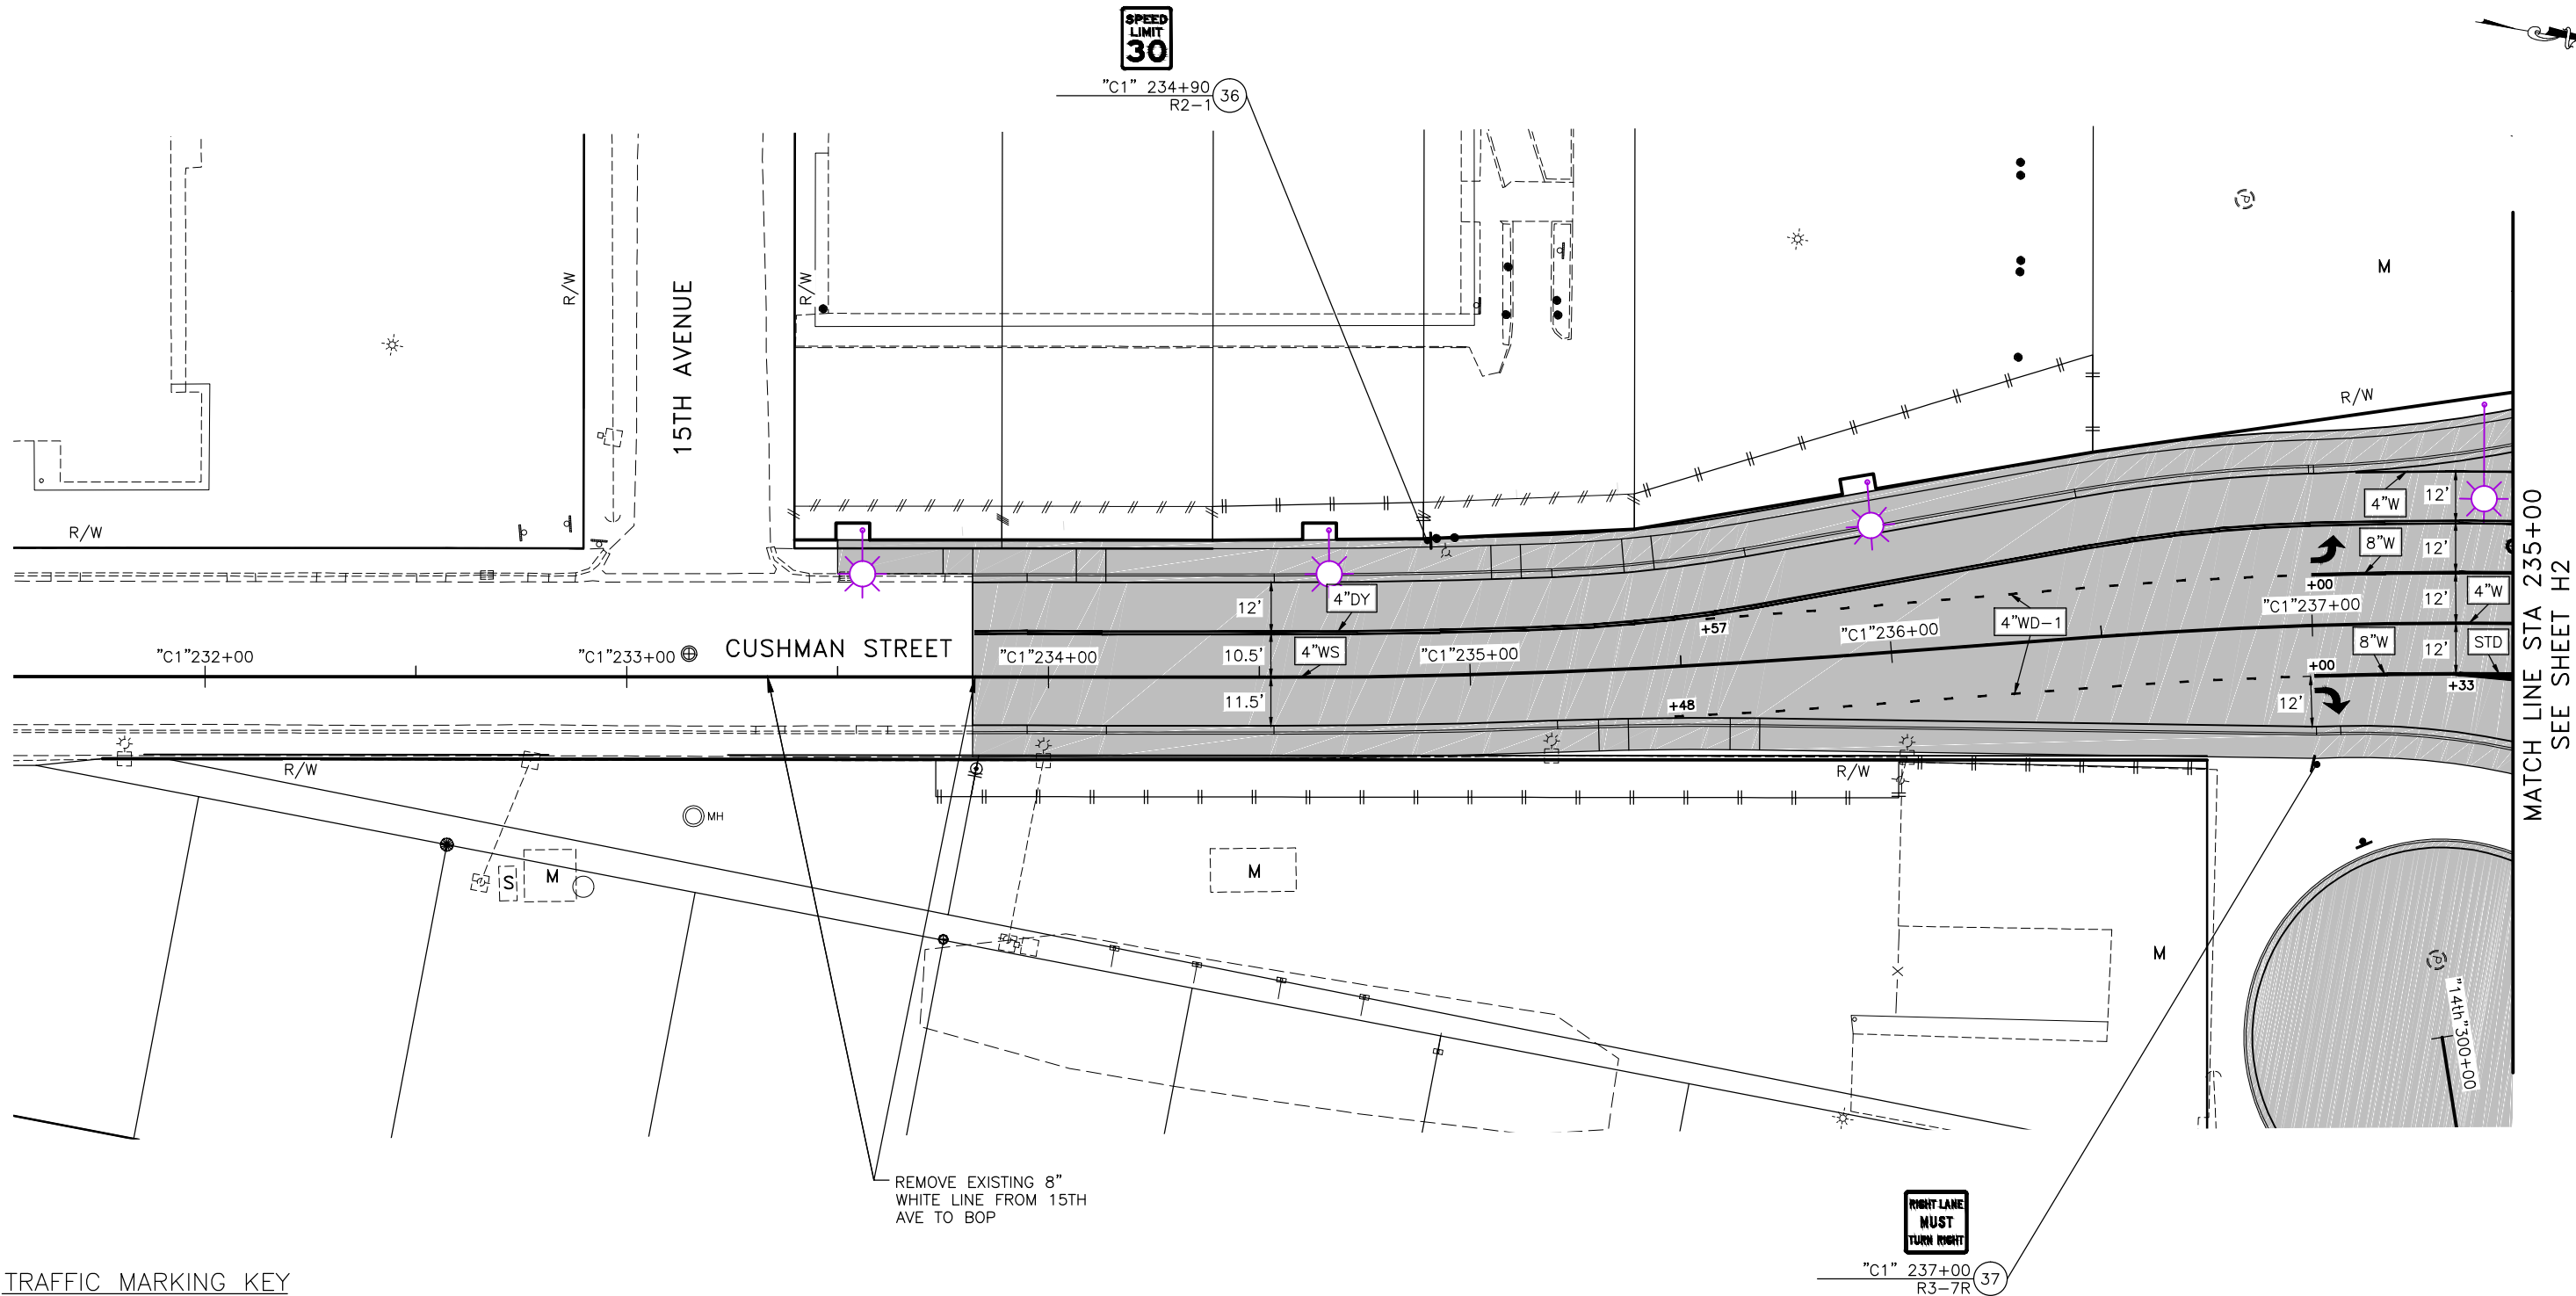 SPEED
LIMIT
30
"C1" 234+90
R2-1
36
R/W
15TH AVENUE
R/W
M
R/W
R/W
4"W
12'
8"W
12'
+00
12'
4"W
"C1"237+00
12'
4"DY
+57
4"WD-1
"C1"236+00
CUSHMAN STREET
"C1"232+00
"C1"233+00
"C1"234+00
10.5'
4"WS
"C1"235+00
8"W
12'
STD
+00
+33
11.5'
+48
12'
MATCH LINE STA 235+00
SEE SHEET H2
R/W
R/W
MH
S
M
M
M
"14th"300+00
REMOVE EXISTING 8"
WHITE LINE FROM 15TH
AVE TO BOP
RIGHT LANE
MUST
TURN RIGHT
"C1" 237+00
R3-7R
37
TRAFFIC MARKING KEY